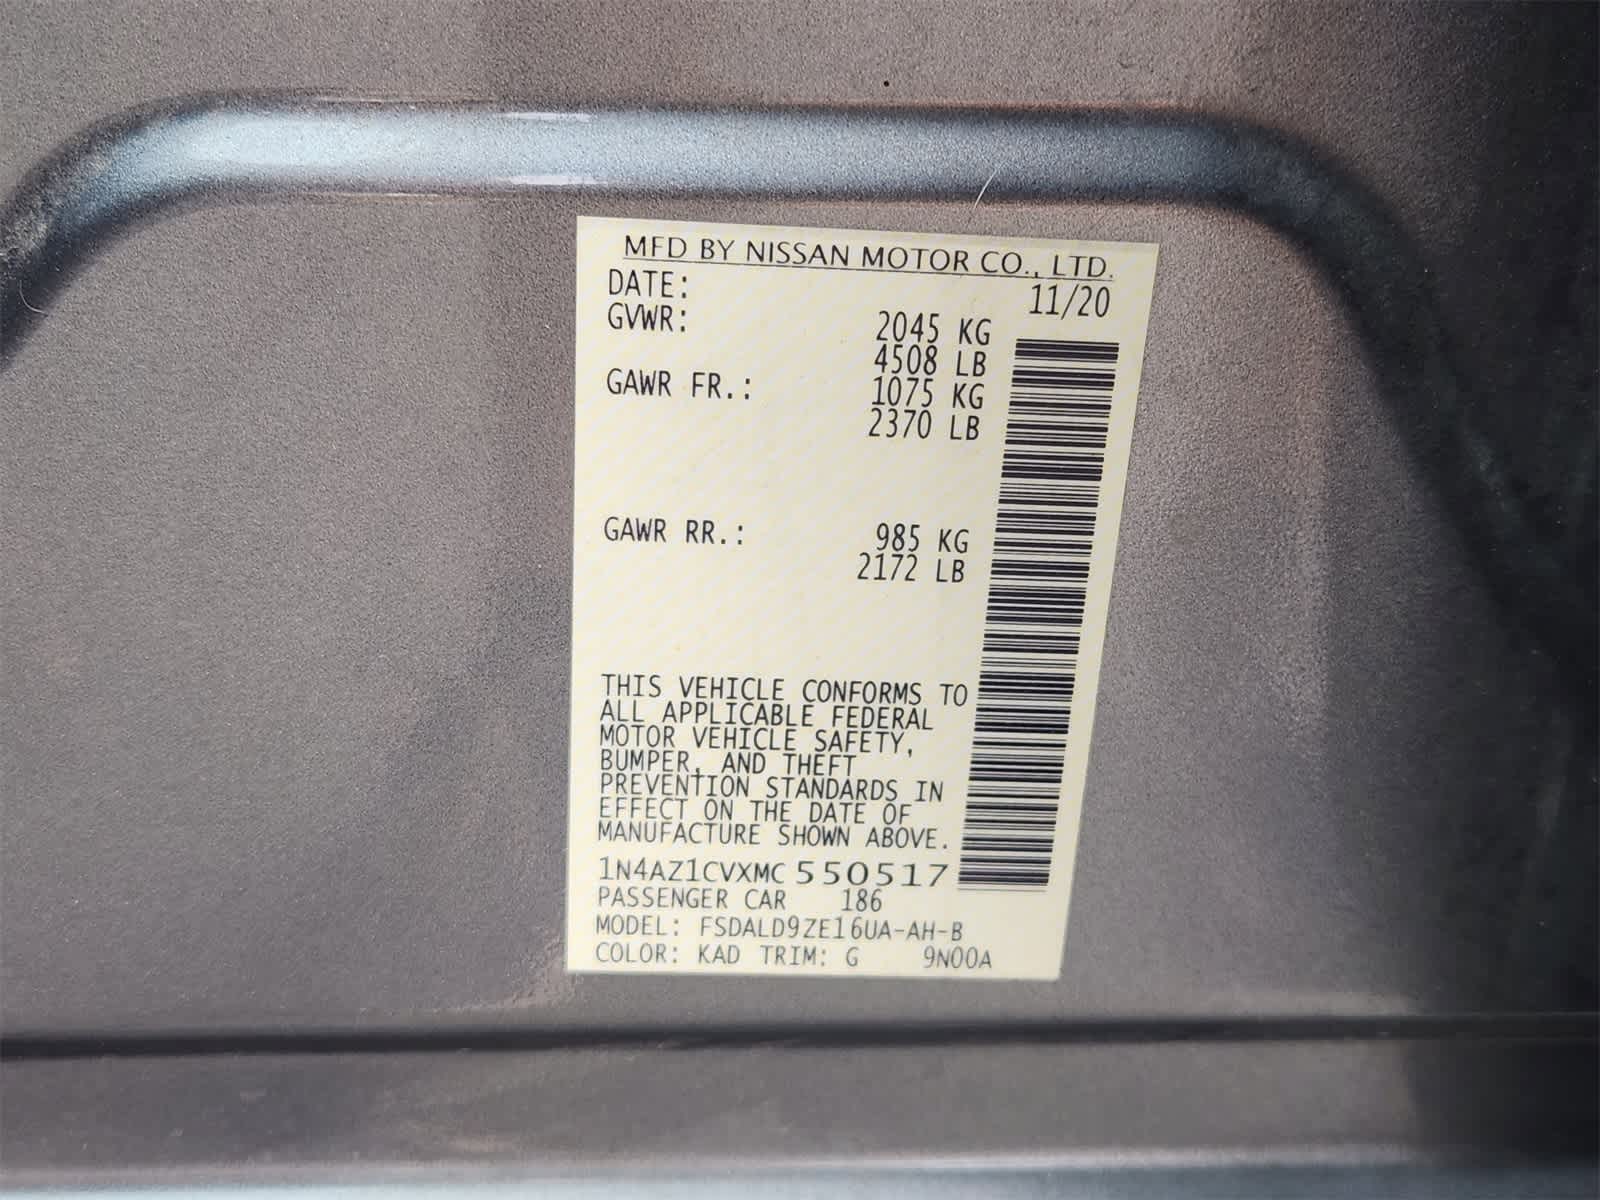 MFD BY NISSAN MOTOR CO., LTD.
DATE: 11/20
GVWR: 2045 KG
4508 LB
GAWR FR.: 1075 KG
2370 LB
GAWR RR.: 985 KG
2172 LB
THIS VEHICLE CONFORMS TO
ALL APPLICABLE FEDERAL
MOTOR VEHICLE SAFETY,
BUMPER, AND THEFT
PREVENTION STANDARDS IN
EFFECT ON THE DATE OF
MANUFACTURE SHOWN ABOVE.
1N4AZ1CVXMC 550517
PASSENGER CAR 186
MODEL: FSDALD9ZE16UA-AH-B
COLOR: KAD TRIM: G 9N00A